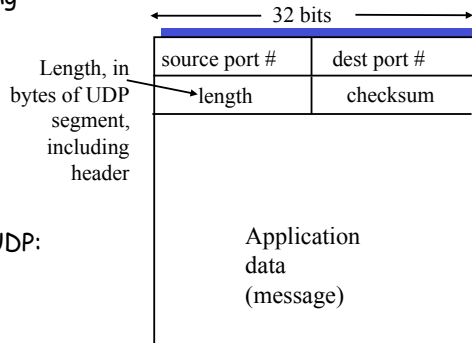 32 bits
source port # dest port #
length checksum
Length, in
bytes of UDP
segment,
including
header
UDP:
Application
data
(message)